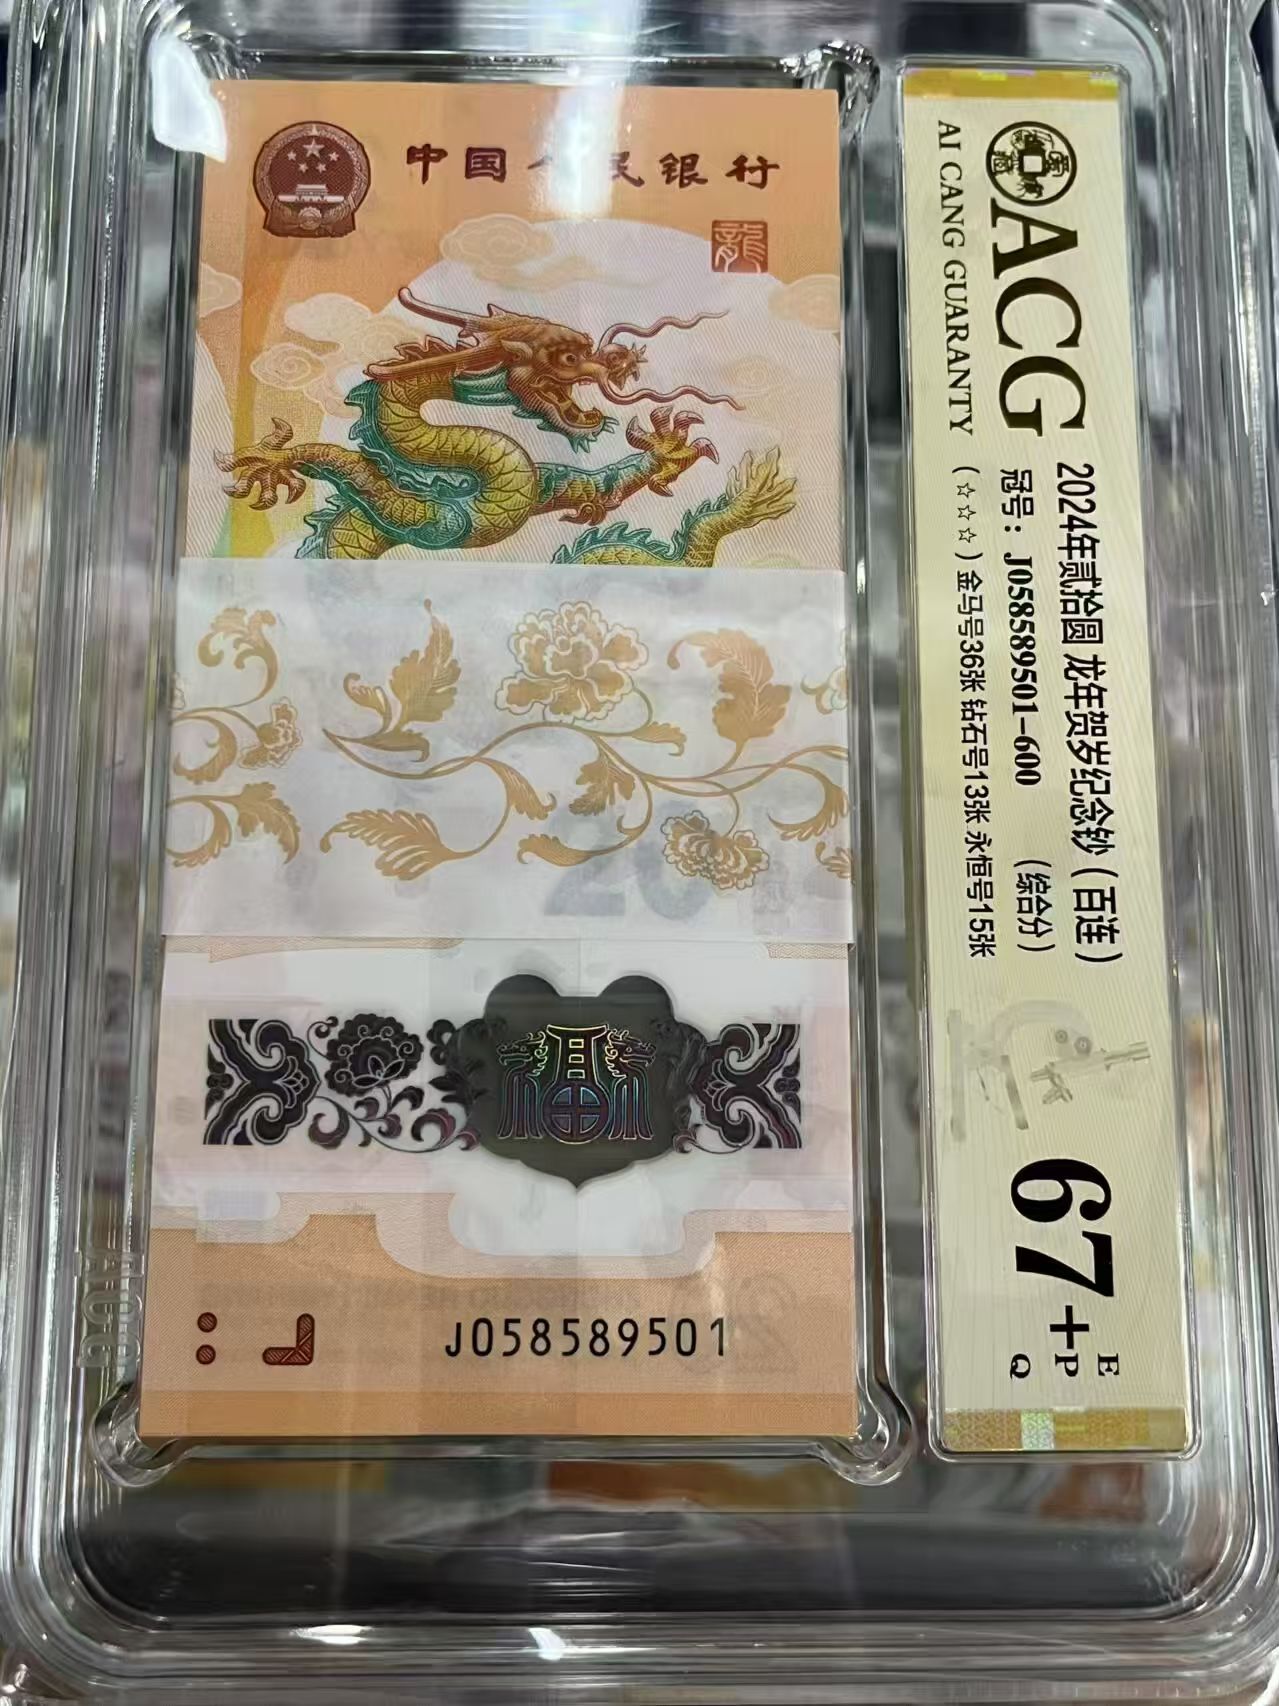 中国人民银行
龍
J058589501
ACG
AI CANG GUARANTY
2024年贰拾圆 龙年贺岁纪念钞（百连）
冠号：J058589501-600 （综合分）
（☆☆☆）金马号36张 钻石号13张 永恒号15张
67+
E
P
Q
ACG